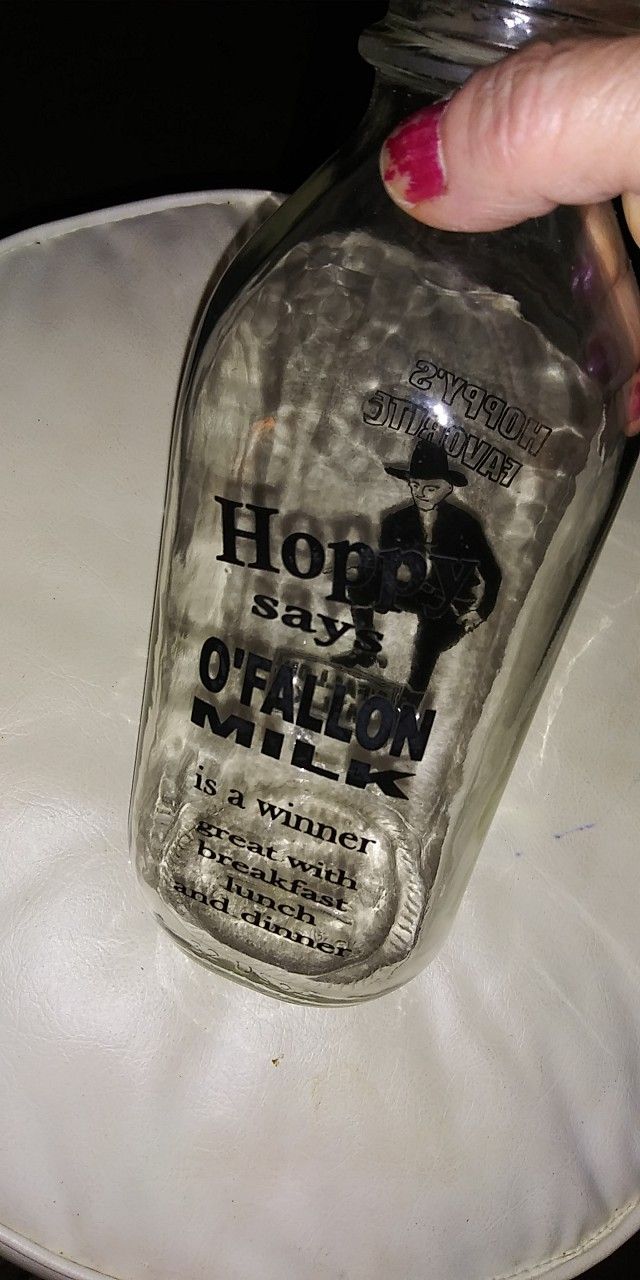 HOPPY'S
FAVORITE
Hoppy
says
O'FALLON
MILK
is a winner
great with
breakfast
lunch
and dinner